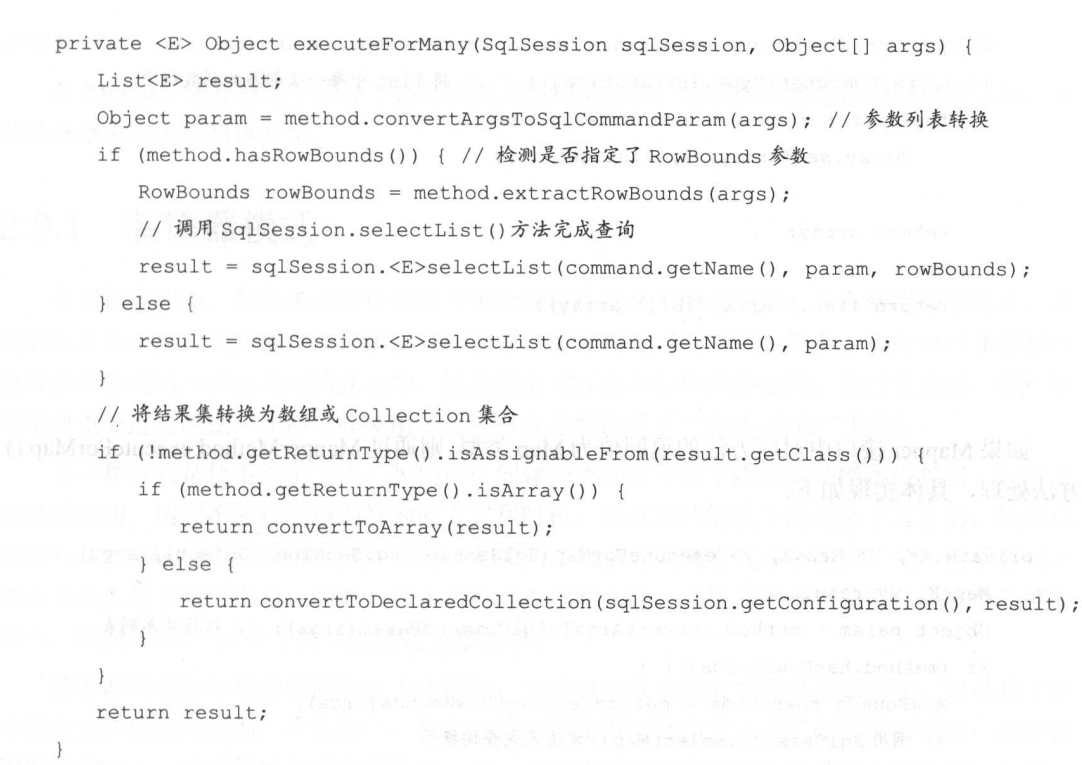 private <E> Object executeForMany(SqlSession sqlSession, Object[] args) {
List<E> result;
Object param = method.convertArgsToSqlCommandParam(args); // 参数列表转换
if (method.hasRowBounds()) { // 检测是否指定了 RowBounds 参数
RowBounds rowBounds = method.extractRowBounds(args);
// 调用 SqlSession.selectList()方法完成查询
result = sqlSession.<E>selectList(command.getName(), param, rowBounds);
} else {
result = sqlSession.<E>selectList(command.getName(), param);
}
// 将结果集转换为数组或 Collection 集合
if (!method.getReturnType().isAssignableFrom(result.getClass())) {
if (method.getReturnType().isArray()) {
return convertToArray(result);
} else {
return convertToDeclaredCollection(sqlSession.getConfiguration(), result);
}
}
return result;
}